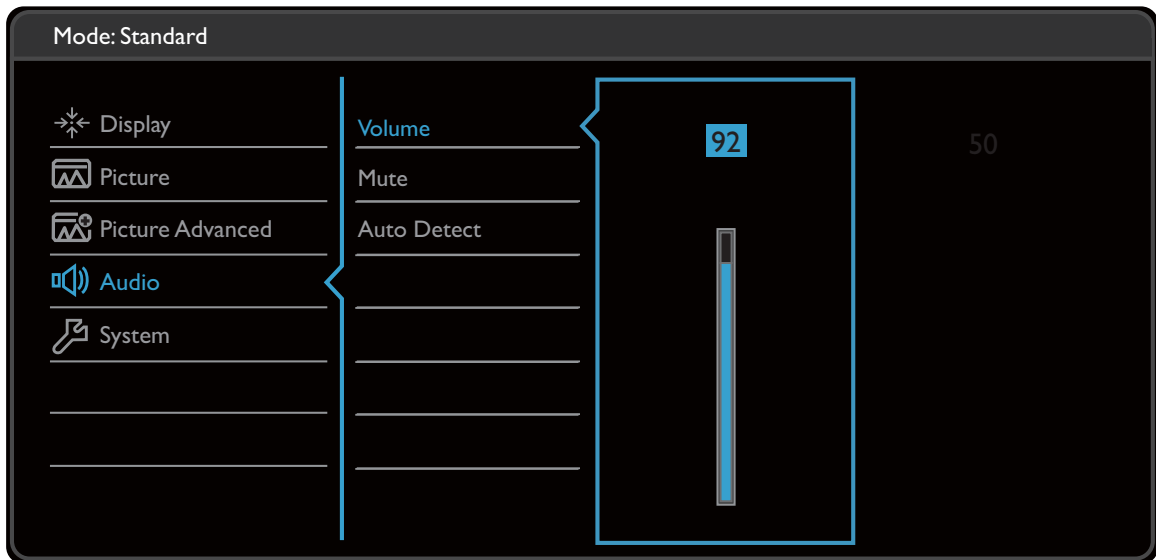 Mode: Standard
Display
Picture
Picture Advanced
Audio
System
Volume
Mute
Auto Detect
92
50